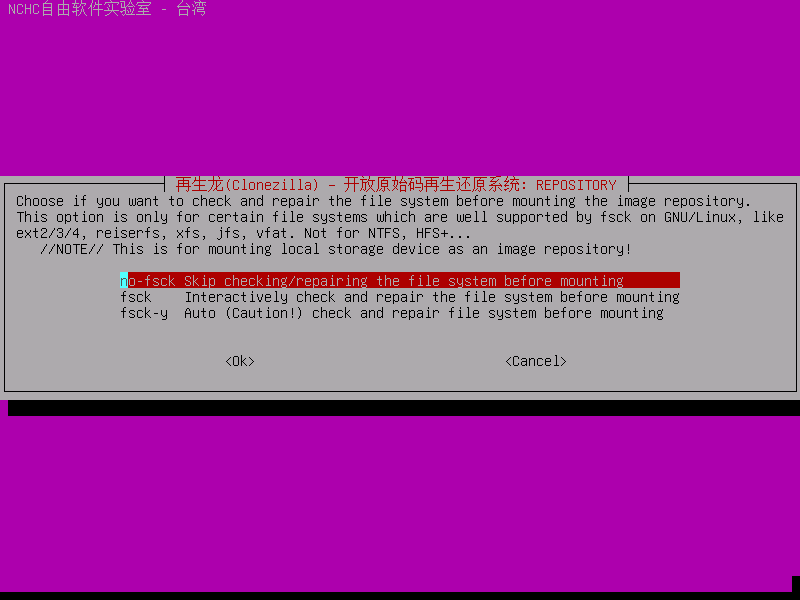 NCHC自由软件实验室 - 台湾
再生龙(Clonezilla) - 开放原始码再生还原系统: REPOSITORY
Choose if you want to check and repair the file system before mounting the image repository.
This option is only for certain file systems which are well supported by fsck on GNU/Linux, like
ext2/3/4, reiserfs, xfs, jfs, vfat. Not for NTFS, HFS+...
//NOTE// This is for mounting local storage device as an image repository!
no-fsck Skip checking/repairing the file system before mounting
fsck Interactively check and repair the file system before mounting
fsck-y Auto (Caution!) check and repair file system before mounting
<Ok> <Cancel>